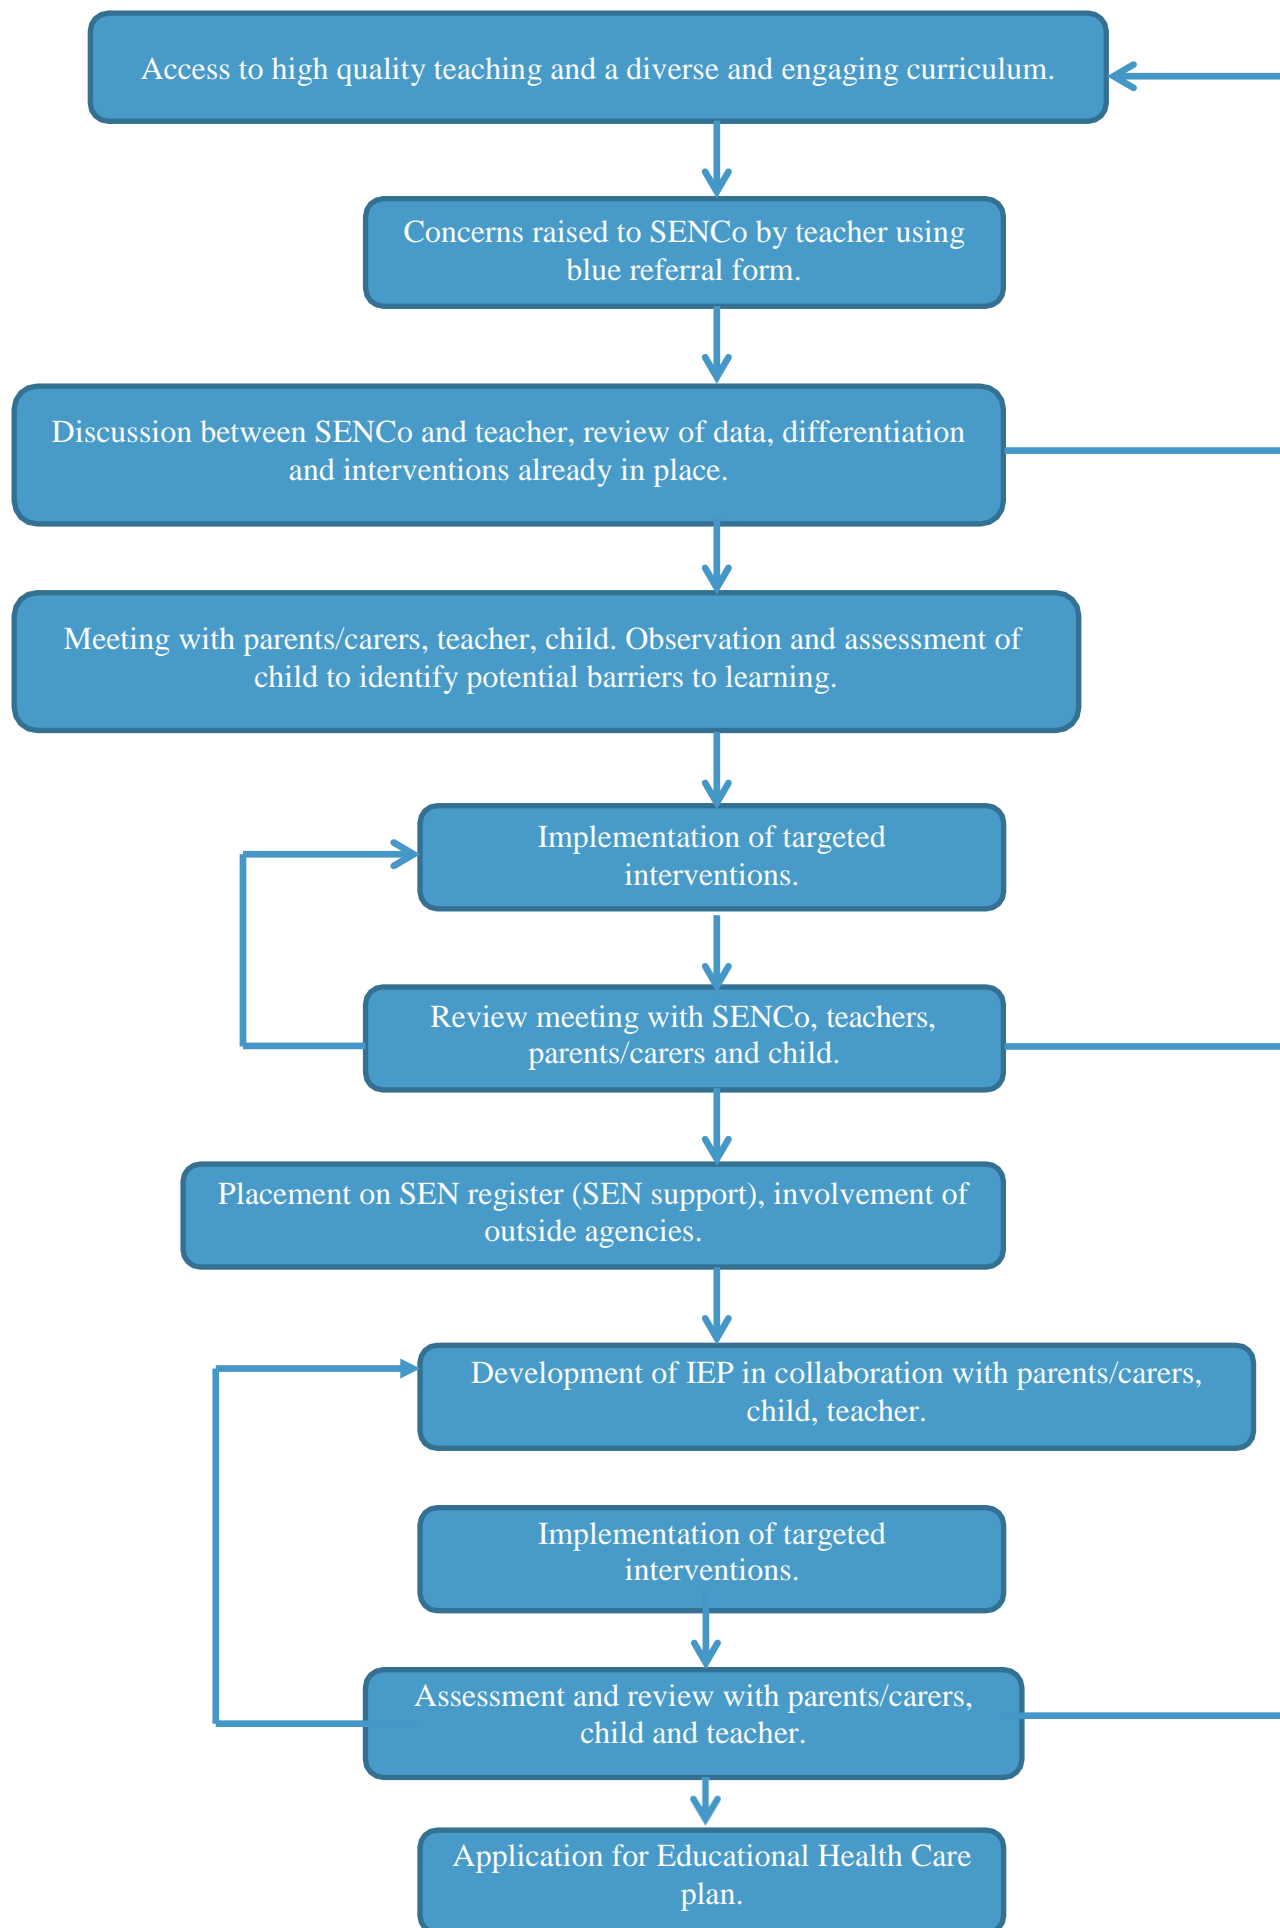 Access to high quality teaching and a diverse and engaging curriculum.
Concerns raised to SENCo by teacher using
blue referral form.
Discussion between SENCo and teacher, review of data, differentiation
and interventions already in place.
Meeting with parents/carers, teacher, child. Observation and assessment of
child to identify potential barriers to learning.
Implementation of targeted
interventions.
Review meeting with SENCo, teachers,
parents/carers and child.
Placement on SEN register (SEN support), involvement of
outside agencies.
Development of IEP in collaboration with parents/carers,
child, teacher.
Implementation of targeted
interventions.
Assessment and review with parents/carers,
child and teacher.
Application for Educational Health Care
plan.